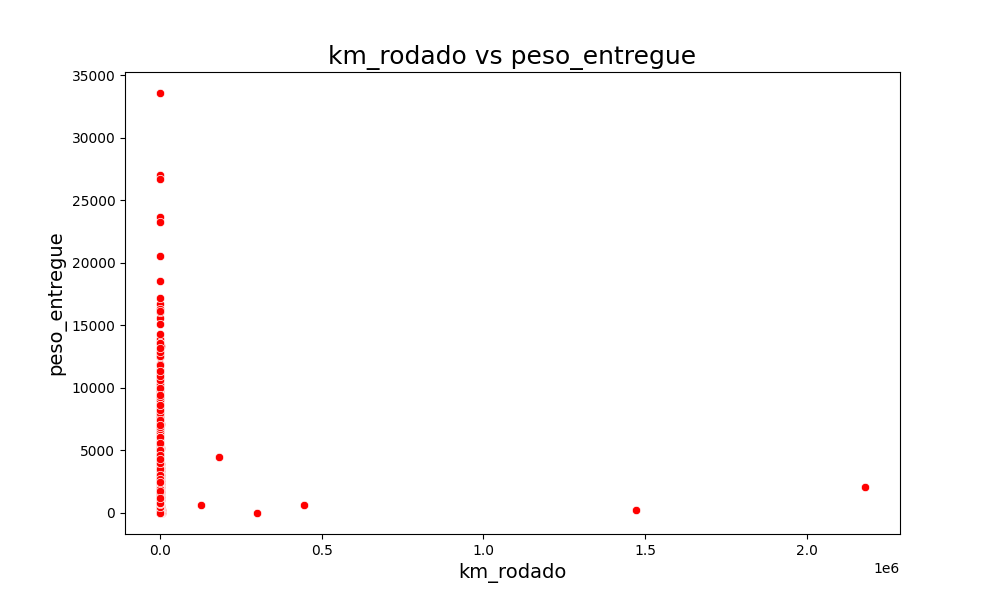 km_rodado vs peso_entregue
35000
30000
25000
20000
15000
10000
5000
0
peso_entregue
0.0 0.5 1.0 1.5 2.0
1e6
km_rodado